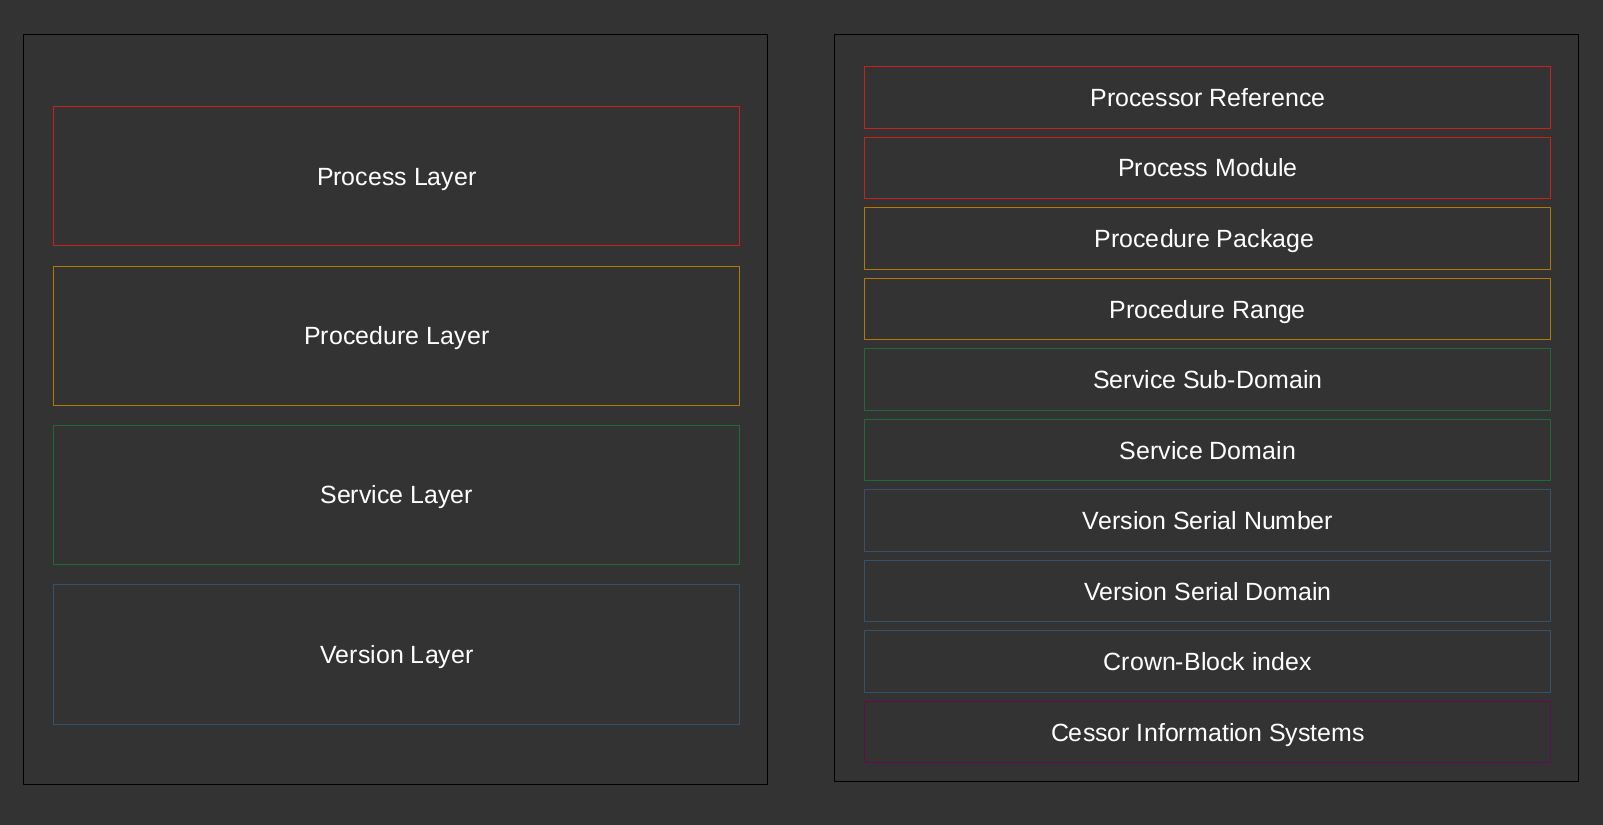 Process Layer
Procedure Layer
Service Layer
Version Layer
Processor Reference
Process Module
Procedure Package
Procedure Range
Service Sub-Domain
Service Domain
Version Serial Number
Version Serial Domain
Crown-Block index
Cessor Information Systems